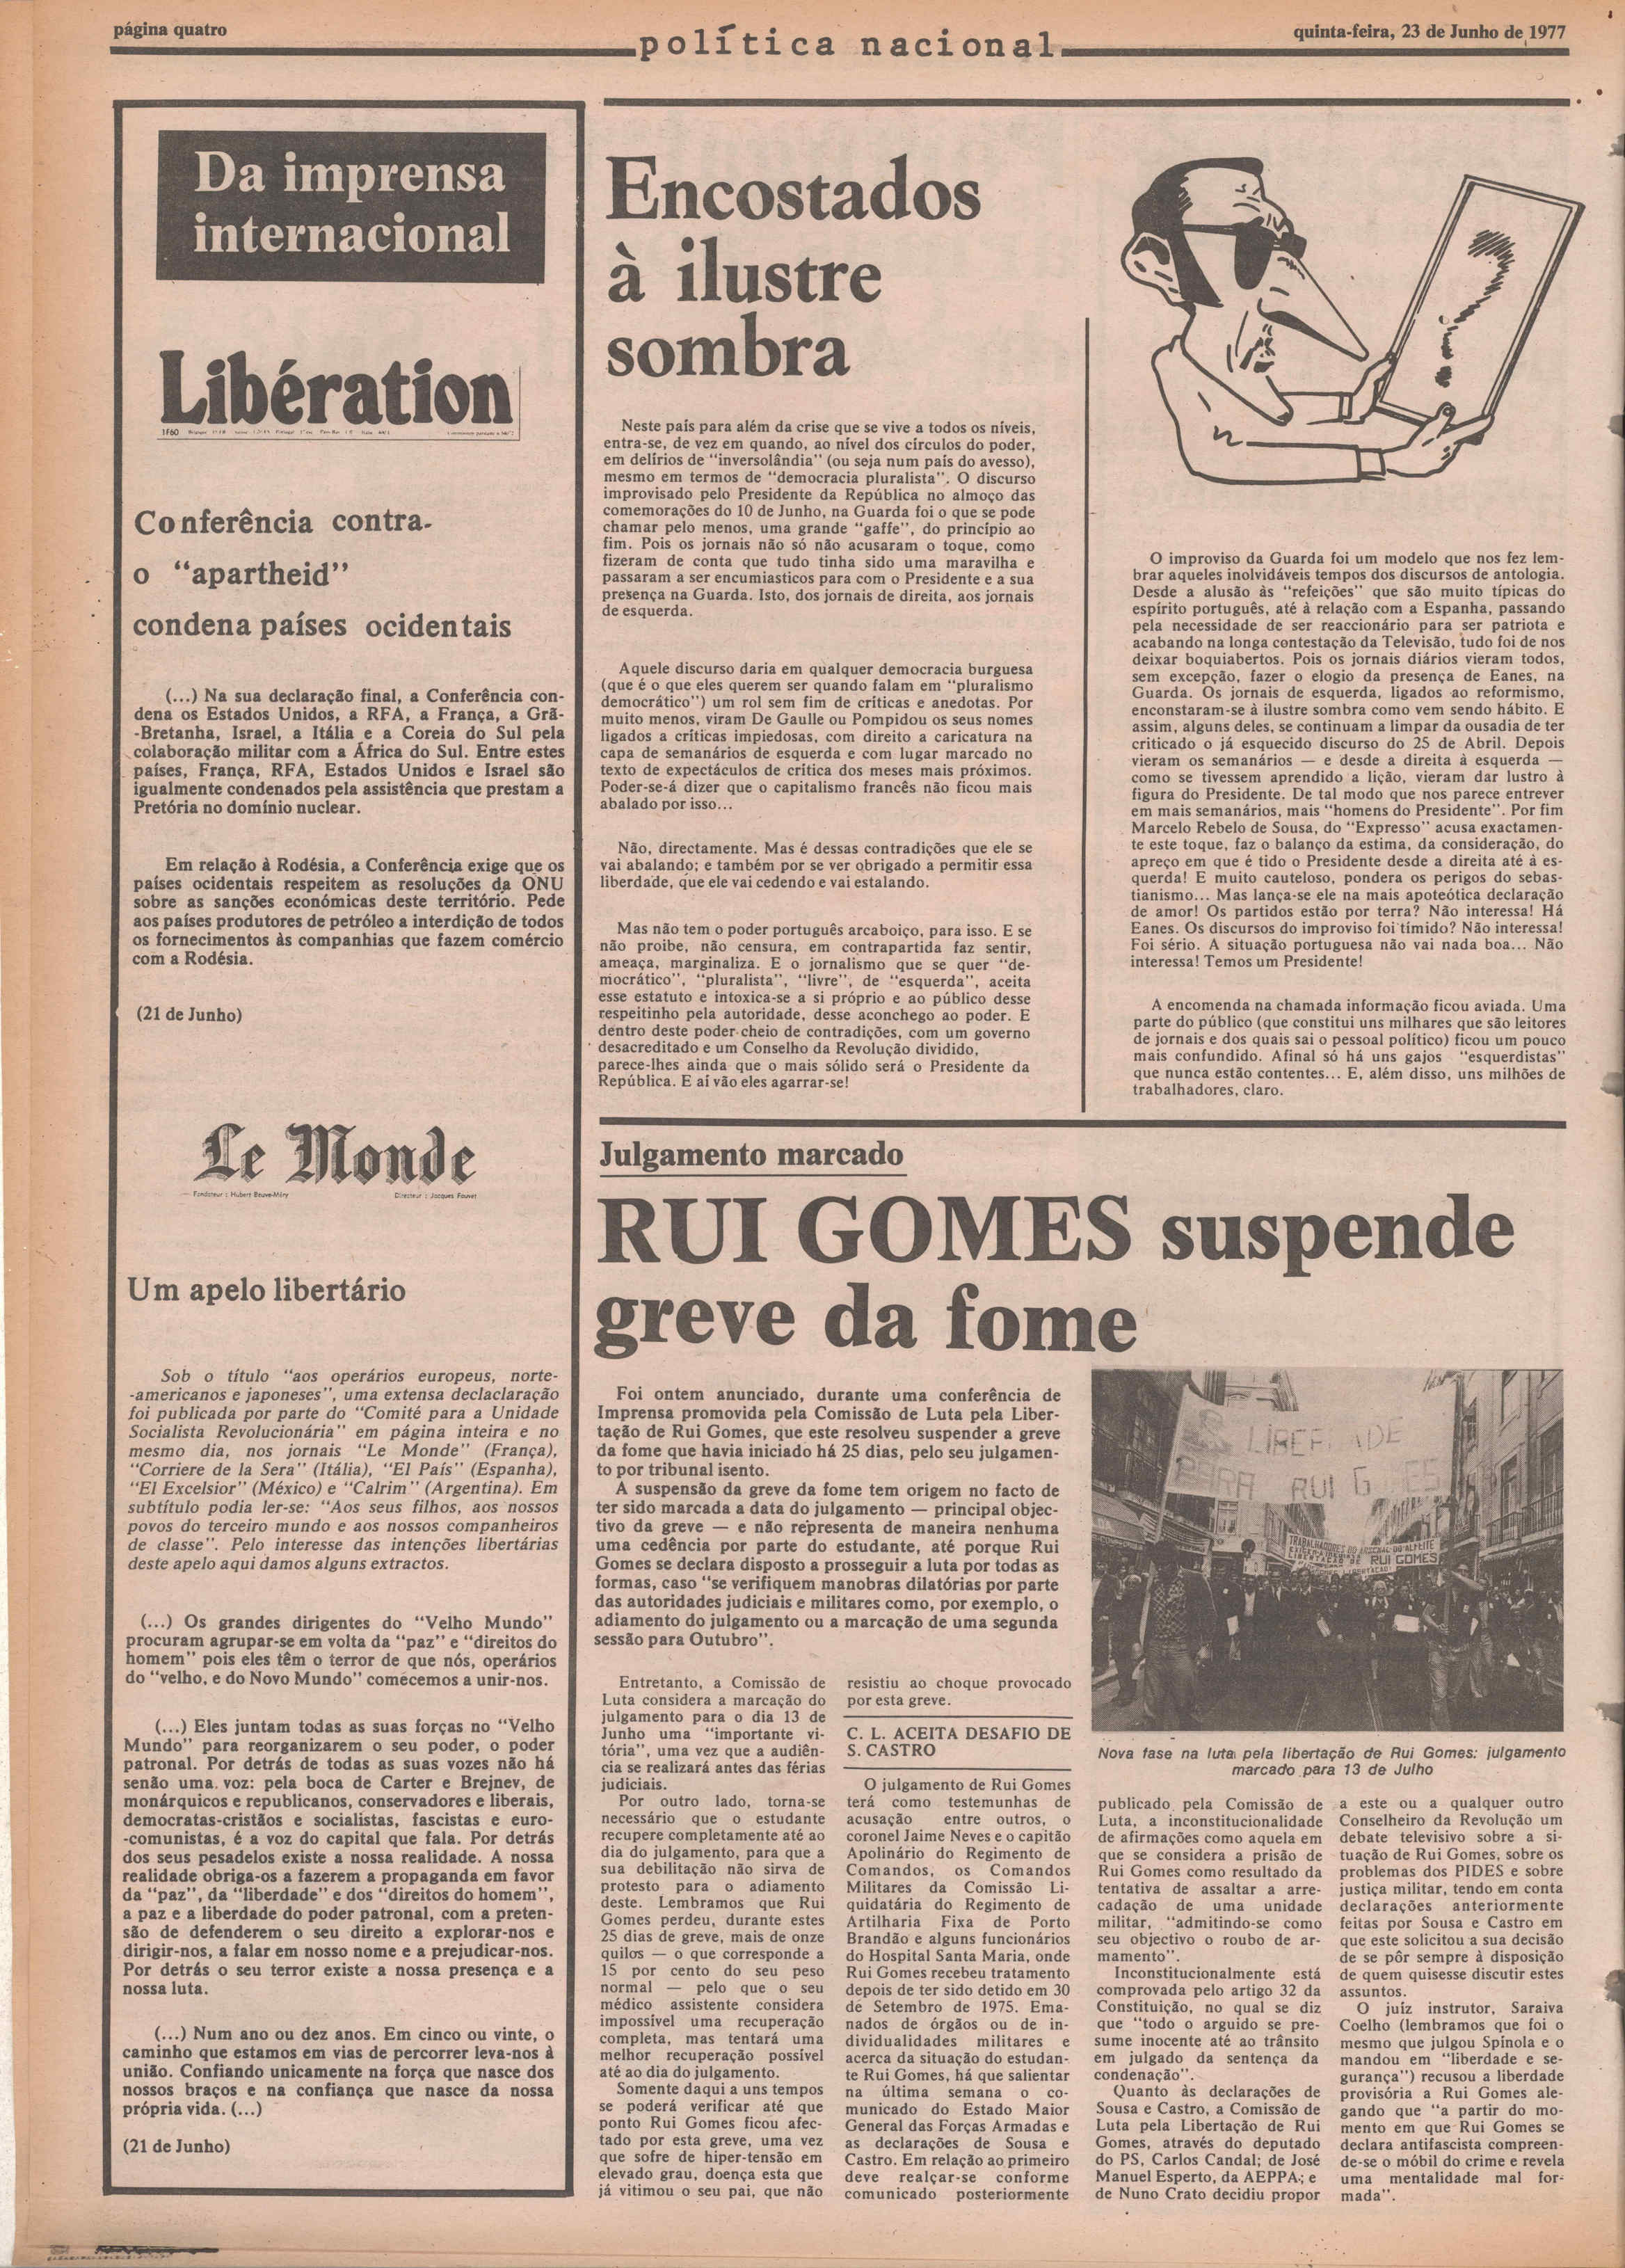 página quatro
política nacional
quinta-feira, 23 de Junho de 1977
Da imprensa
internacional
Libération
1F60
Conferência contra-
o “apartheid”
condena países ocidentais
(...) Na sua declaração final, a Conferência con-
dena os Estados Unidos, a RFA, a França, a Grã-
-Bretanha, Israel, a Itália e a Coreia do Sul pela
colaboração militar com a África do Sul. Entre estes
países, França, RFA, Estados Unidos e Israel são
igualmente condenados pela assistência que prestam a
Pretória no domínio nuclear.
Em relação à Rodésia, a Conferência exige que os
países ocidentais respeitem as resoluções da ONU
sobre as sanções económicas deste território. Pede
aos países produtores de petróleo a interdição de todos
os fornecimentos às companhias que fazem comércio
com a Rodésia.
(21 de Junho)
Le Monde
Fondateur : Hubert Beuve-Méry
Directeur : Jacques Fauvet
Um apelo libertário
Sob o título “aos operários europeus, norte-
-americanos e japoneses”, uma extensa declaclaração
foi publicada por parte do “Comité para a Unidade
Socialista Revolucionária” em página inteira e no
mesmo dia, nos jornais “Le Monde” (França),
“Corriere de la Sera” (Itália), “El País” (Espanha),
“El Excelsior” (México) e “Calrim” (Argentina). Em
subtítulo podia ler-se: “Aos seus filhos, aos nossos
povos do terceiro mundo e aos nossos companheiros
de classe”. Pelo interesse das intenções libertárias
deste apelo aqui damos alguns extractos.
(...) Os grandes dirigentes do “Velho Mundo”
procuram agrupar-se em volta da “paz” e “direitos do
homem” pois eles têm o terror de que nós, operários
do “velho, e do Novo Mundo” comecemos a unir-nos.
(...) Eles juntam todas as suas forças no “Velho
Mundo” para reorganizarem o seu poder, o poder
patronal. Por detrás de todas as suas vozes não há
senão uma voz: pela boca de Carter e Brejnev, de
monárquicos e republicanos, conservadores e liberais,
democratas-cristãos e socialistas, fascistas e euro-
-comunistas, é a voz do capital que fala. Por detrás
dos seus pesadelos existe a nossa realidade. A nossa
realidade obriga-os a fazerem a propaganda em favor
da “paz”, da “liberdade” e dos “direitos do homem”,
a paz e a liberdade do poder patronal, com a preten-
são de defenderem o seu direito a explorar-nos e
dirigir-nos, a falar em nosso nome e a prejudicar-nos.
Por detrás o seu terror existe a nossa presença e a
nossa luta.
(...) Num ano ou dez anos. Em cinco ou vinte, o
caminho que estamos em vias de percorrer leva-nos à
união. Confiando unicamente na força que nasce dos
nossos braços e na confiança que nasce da nossa
própria vida. (...)
(21 de Junho)
Encostados
à ilustre
sombra
Neste país para além da crise que se vive a todos os níveis,
entra-se, de vez em quando, ao nível dos círculos do poder,
em delírios de “inversolândia” (ou seja num país do avesso),
mesmo em termos de “democracia pluralista”. O discurso
improvisado pelo Presidente da República no almoço das
comemorações do 10 de Junho, na Guarda foi o que se pode
chamar pelo menos, uma grande “gaffe”, do princípio ao
fim. Pois os jornais não só não acusaram o toque, como
fizeram de conta que tudo tinha sido uma maravilha e
passaram a ser encumiasticos para com o Presidente e a sua
presença na Guarda. Isto, dos jornais de direita, aos jornais
de esquerda.
Aquele discurso daria em qualquer democracia burguesa
(que é o que eles querem ser quando falam em “pluralismo
democrático”) um rol sem fim de críticas e anedotas. Por
muito menos, viram De Gaulle ou Pompidou os seus nomes
ligados a críticas impiedosas, com direito a caricatura na
capa de semanários de esquerda e com lugar marcado no
texto de expectáculos de crítica dos meses mais próximos.
Poder-se-á dizer que o capitalismo francês não ficou mais
abalado por isso...
Não, directamente. Mas é dessas contradições que ele se
vai abalando; e também por se ver obrigado a permitir essa
liberdade, que ele vai cedendo e vai estalando.
Mas não tem o poder português arcaboiço, para isso. E se
não proibe, não censura, em contrapartida faz sentir,
ameaça, marginaliza. E o jornalismo que se quer “de-
mocrático”, “pluralista”, “livre”, de “esquerda”, aceita
esse estatuto e intoxica-se a si próprio e ao público desse
respeitinho pela autoridade, desse aconchego ao poder. E
dentro deste poder cheio de contradições, com um governo
desacreditado e um Conselho da Revolução dividido,
parece-lhes ainda que o mais sólido será o Presidente da
República. E aí vão eles agarrar-se!
?
O improviso da Guarda foi um modelo que nos fez lem-
brar aqueles inolvidáveis tempos dos discursos de antologia.
Desde a alusão às “refeições” que são muito típicas do
espírito português, até à relação com a Espanha, passando
pela necessidade de ser reaccionário para ser patriota e
acabando na longa contestação da Televisão, tudo foi de nos
deixar boquiabertos. Pois os jornais diários vieram todos,
sem excepção, fazer o elogio da presença de Eanes, na
Guarda. Os jornais de esquerda, ligados ao reformismo,
enconstaram-se à ilustre sombra como vem sendo hábito. E
assim, alguns deles, se continuam a limpar da ousadia de ter
criticado o já esquecido discurso do 25 de Abril. Depois
vieram os semanários — e desde a direita à esquerda —
como se tivessem aprendido a lição, vieram dar lustro à
figura do Presidente. De tal modo que nos parece entrever
em mais semanários, mais “homens do Presidente”. Por fim
Marcelo Rebelo de Sousa, do “Expresso” acusa exactamen-
te este toque, faz o balanço da estima, da consideração, do
apreço em que é tido o Presidente desde a direita até à es-
querda! E muito cauteloso, pondera os perigos do sebas-
tianismo... Mas lança-se ele na mais apoteótica declaração
de amor! Os partidos estão por terra? Não interessa! Há
Eanes. Os discursos do improviso foi tímido? Não interessa!
Foi sério. A situação portuguesa não vai nada boa... Não
interessa! Temos um Presidente!
A encomenda na chamada informação ficou aviada. Uma
parte do público (que constitui uns milhares que são leitores
de jornais e dos quais sai o pessoal político) ficou um pouco
mais confundido. Afinal só há uns gajos “esquerdistas”
que nunca estão contentes... E, além disso, uns milhões de
trabalhadores, claro.
Julgamento marcado
RUI GOMES suspende
greve da fome
Foi ontem anunciado, durante uma conferência de
Imprensa promovida pela Comissão de Luta pela Liber-
tação de Rui Gomes, que este resolveu suspender a greve
da fome que havia iniciado há 25 dias, pelo seu julgamen-
to por tribunal isento.
A suspensão da greve da fome tem origem no facto de
ter sido marcada a data do julgamento — principal objec-
tivo da greve — e não representa de maneira nenhuma
uma cedência por parte do estudante, até porque Rui
Gomes se declara disposto a prosseguir a luta por todas as
formas, caso “se verifiquem manobras dilatórias por parte
das autoridades judiciais e militares como, por exemplo, o
adiamento do julgamento ou a marcação de uma segunda
sessão para Outubro”.
Entretanto, a Comissão de
Luta considera a marcação do
julgamento para o dia 13 de
Junho uma “importante vi-
tória”, uma vez que a audiên-
cia se realizará antes das férias
judiciais.
Por outro lado, torna-se
necessário que o estudante
recupere completamente até ao
dia do julgamento, para que a
sua debilitação não sirva de
protesto para o adiamento
deste. Lembramos que Rui
Gomes perdeu, durante estes
25 dias de greve, mais de onze
quilos — o que corresponde a
15 por cento do seu peso
normal — pelo que o seu
médico assistente considera
impossível uma recuperação
completa, mas tentará uma
melhor recuperação possível
até ao dia do julgamento.
Somente daqui a uns tempos
se poderá verificar até que
ponto Rui Gomes ficou afec-
tado por esta greve, uma vez
que sofre de hiper-tensão em
elevado grau, doença esta que
já vitimou o seu pai, que não
resistiu ao choque provocado
por esta greve.
C. L. ACEITA DESAFIO DE
S. CASTRO
O julgamento de Rui Gomes
terá como testemunhas de
acusação entre outros, o
coronel Jaime Neves e o capitão
Apolinário do Regimento de
Comandos, os Comandos
Militares da Comissão Li-
quidatária do Regimento de
Artilharia Fixa de Porto
Brandão e alguns funcionários
do Hospital Santa Maria, onde
Rui Gomes recebeu tratamento
depois de ter sido detido em 30
de Setembro de 1975. Ema-
nados de órgãos ou de in-
dividualidades militares e
acerca da situação do estudan-
te Rui Gomes, há que salientar
na última semana o co-
municado do Estado Maior
General das Forças Armadas e
as declarações de Sousa e
Castro. Em relação ao primeiro
deve realçar-se conforme
comunicado posteriormente
LIBERDADE
PARA RUI GOMES
TRABALHADORES DO ARSENAL DO ALFEITE
LIBERTAÇÃO DE RUI GOMES
Nova fase na luta pela libertação de Rui Gomes: julgamento
marcado para 13 de Julho
publicado pela Comissão de
Luta, a inconstitucionalidade
de afirmações como aquela em
que se considera a prisão de
Rui Gomes como resultado da
tentativa de assaltar a arre-
cadação de uma unidade
militar, “admitindo-se como
seu objectivo o roubo de ar-
mamento”.
Inconstitucionalmente está
comprovada pelo artigo 32 da
Constituição, no qual se diz
que “todo o arguido se pre-
sume inocente até ao trânsito
em julgado da sentença da
condenação”.
Quanto às declarações de
Sousa e Castro, a Comissão de
Luta pela Libertação de Rui
Gomes, através do deputado
do PS, Carlos Candal; de José
Manuel Esperto, da AEPPA; e
de Nuno Crato decidiu propor
a este ou a qualquer outro
Conselheiro da Revolução um
debate televisivo sobre a si-
tuação de Rui Gomes, sobre os
problemas dos PIDES e sobre
justiça militar, tendo em conta
declarações anteriormente
feitas por Sousa e Castro em
que este solicitou a sua decisão
de se pôr sempre à disposição
de quem quisesse discutir estes
assuntos.
O juíz instrutor, Saraiva
Coelho (lembramos que foi o
mesmo que julgou Spínola e o
mandou em “liberdade e se-
gurança”) recusou a liberdade
provisória a Rui Gomes ale-
gando que “a partir do mo-
mento em que Rui Gomes se
declara antifascista compreen-
de-se o móbil do crime e revela
uma mentalidade mal for-
mada”.